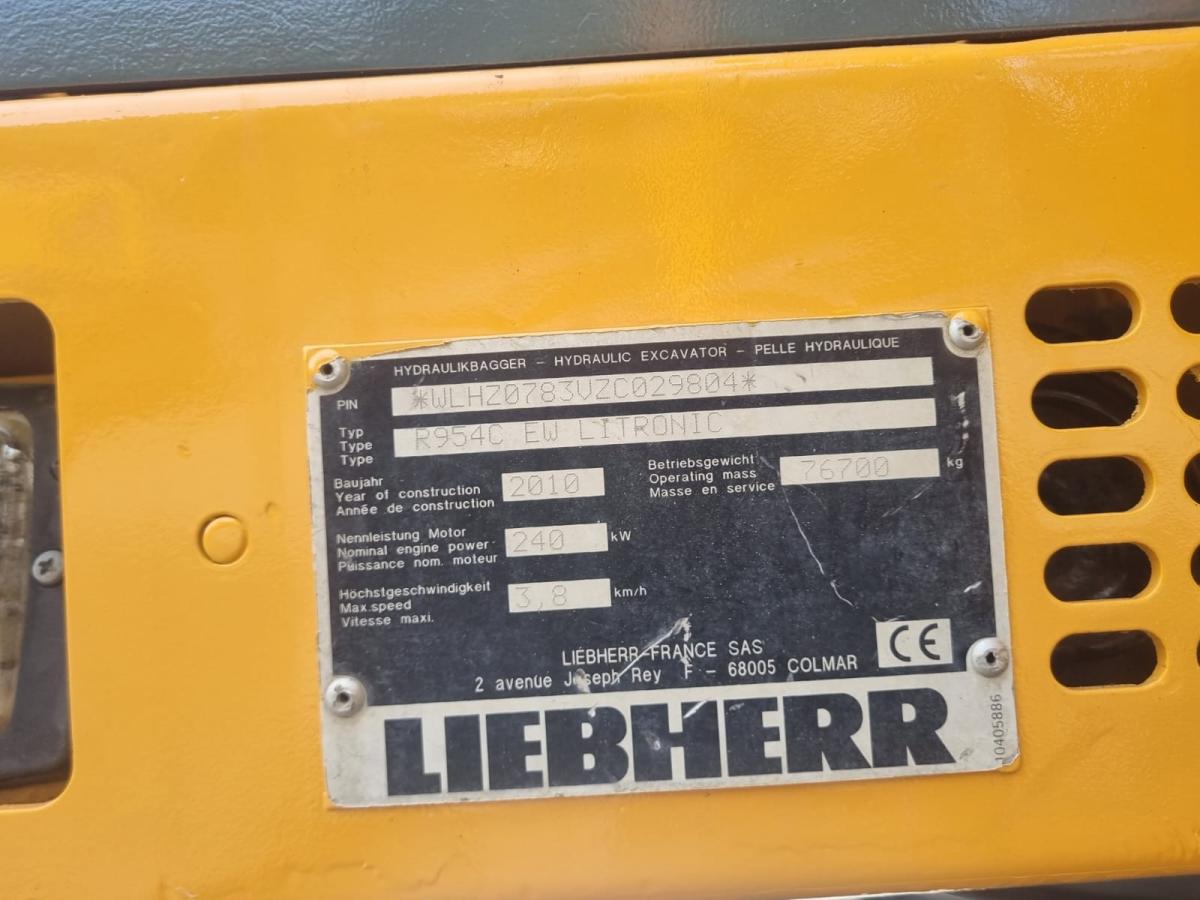 HYDRAULIKBAGGER - HYDRAULIC EXCAVATOR - PELLE HYDRAULIQUE
PIN *WLHZ0783VZC029804*
Typ
Type
Type
R954C EW LITRONIC
Baujahr
Year of construction
Année de construction
2010
Betriebsgewicht
Operating mass
Masse en service
76700 kg
Nennleistung Motor
Nominal engine power
Puissance nom. moteur
240 kW
Höchstgeschwindigkeit
Max.speed
Vitesse maxi.
3,8 km/h
LIEBHERR-FRANCE SAS
2 avenue Joseph Rey F - 68005 COLMAR
CE
LIEBHERR
10405886